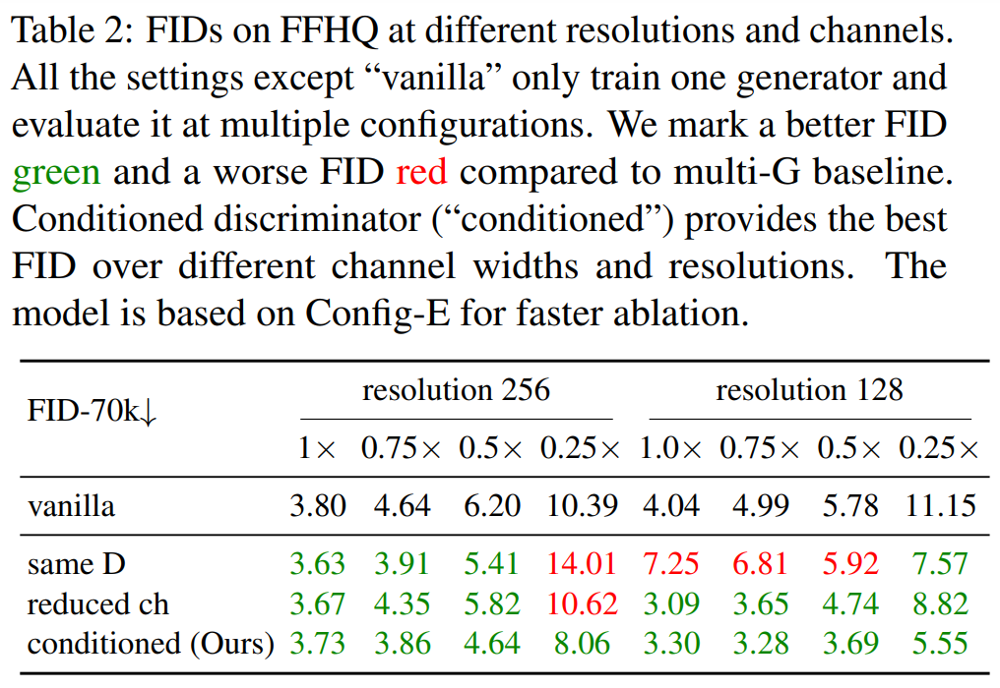 Table 2: FIDs on FFHQ at different resolutions and channels.
All the settings except “vanilla” only train one generator and
evaluate it at multiple configurations. We mark a better FID
green and a worse FID red compared to multi-G baseline.
Conditioned discriminator (“conditioned”) provides the best
FID over different channel widths and resolutions. The
model is based on Config-E for faster ablation.
FID-70k↓ resolution 256 resolution 128
1× 0.75× 0.5× 0.25× 1.0× 0.75× 0.5× 0.25×
vanilla 3.80 4.64 6.20 10.39 4.04 4.99 5.78 11.15
same D 3.63 3.91 5.41 14.01 7.25 6.81 5.92 7.57
reduced ch 3.67 4.35 5.82 10.62 3.09 3.65 4.74 8.82
conditioned (Ours) 3.73 3.86 4.64 8.06 3.30 3.28 3.69 5.55